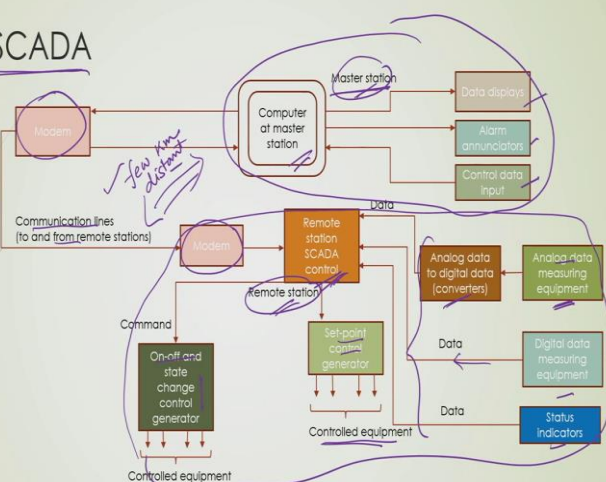 SCADA
Master station
Modem
Computer
at master
station
Data displays
Alarm
annunciators
Control data
input
few km
distant
Communication lines
(to and from remote stations)
Modem
Remote
station
SCADA
control
Data
Remote station
Analog data
to digital data
(converters)
Analog data
measuring
equipment
Command
On-off and
state
change
control
generator
Set-point
control
generator
Data
Digital data
measuring
equipment
Data
Status
indicators
Controlled equipment
Controlled equipment